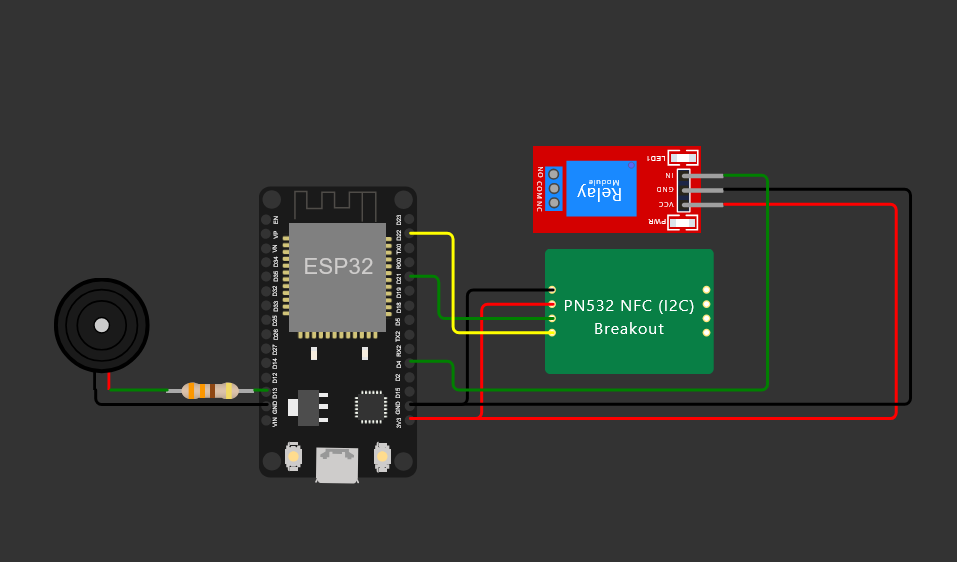 LED1
NO COM NC
Relay
Module
IN
GND
VCC
PWR
EN
VP
VN
D34
D35
D32
D33
D25
D26
D27
D14
D12
D13
GND
VIN
ESP32
D23
D22
TX0
RX0
D21
D19
D18
D5
TX2
RX2
D4
D2
D15
GND
3V3
PN532 NFC (I2C)
Breakout